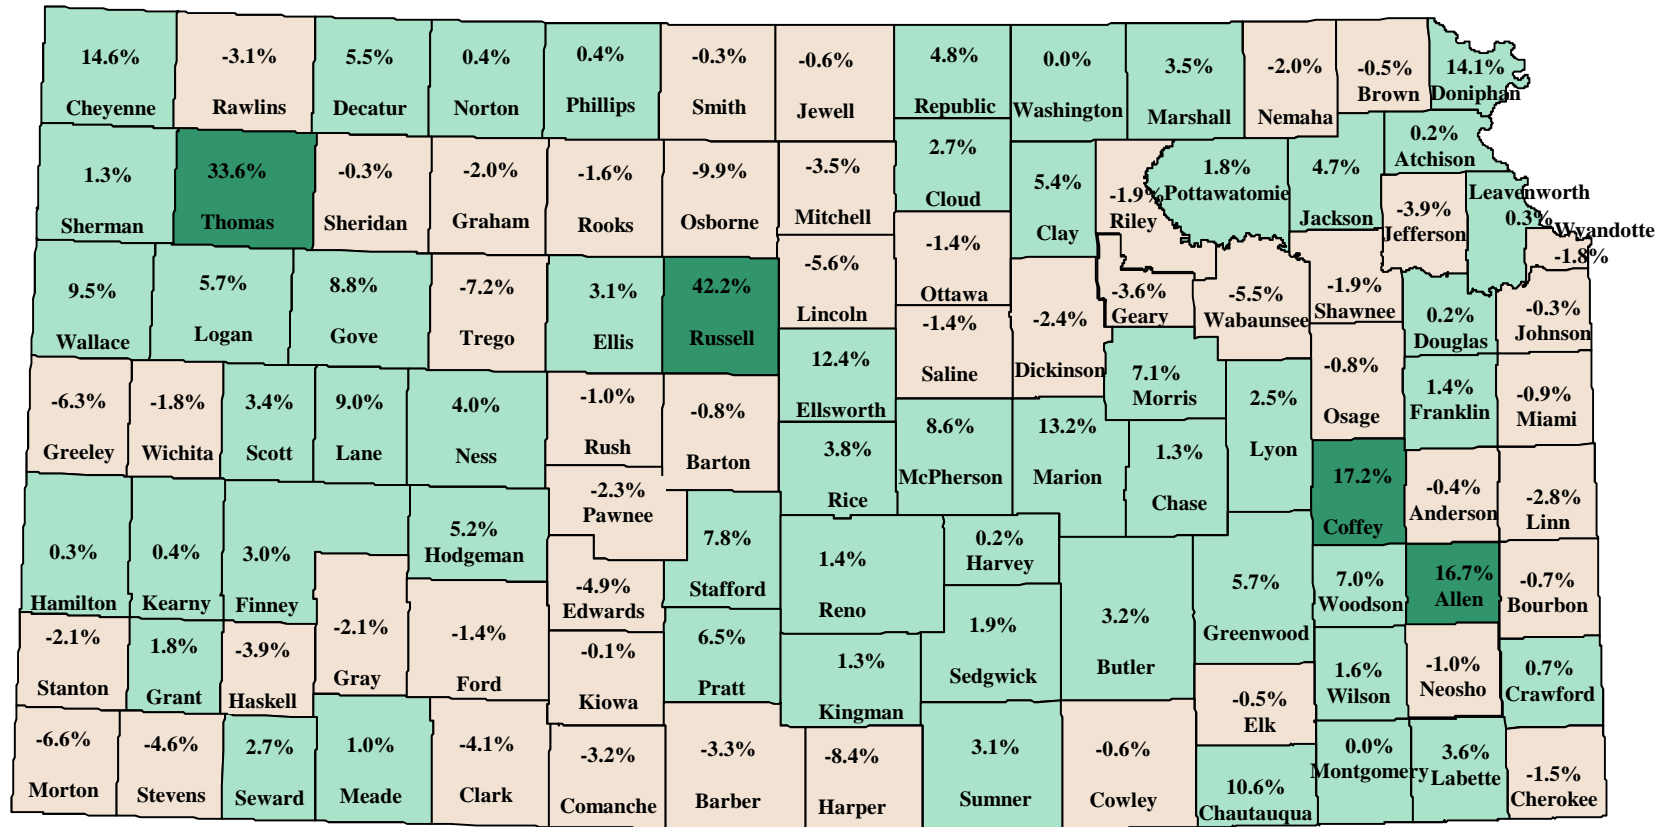 14.6%
Cheyenne
-3.1%
Rawlins
5.5%
Decatur
0.4%
Norton
0.4%
Phillips
-0.3%
Smith
-0.6%
Jewell
4.8%
Republic
0.0%
Washington
3.5%
Marshall
-2.0%
Nemaha
-0.5%
Brown
14.1%
Doniphan
1.3%
Sherman
33.6%
Thomas
-0.3%
Sheridan
-2.0%
Graham
-1.6%
Rooks
-9.9%
Osborne
-3.5%
Mitchell
2.7%
Cloud
5.4%
Clay
-1.9%
Riley
1.8%
Pottawatomie
4.7%
Jackson
0.2%
Atchison
-3.9%
Jefferson
Leavenworth
0.3%
Wyandotte
-1.8%
9.5%
Wallace
5.7%
Logan
8.8%
Gove
-7.2%
Trego
3.1%
Ellis
42.2%
Russell
-5.6%
Lincoln
-1.4%
Ottawa
-1.4%
Saline
-2.4%
Dickinson
-3.6%
Geary
-5.5%
Wabaunsee
-1.9%
Shawnee
0.2%
Douglas
-0.3%
Johnson
-6.3%
Greeley
-1.8%
Wichita
3.4%
Scott
9.0%
Lane
4.0%
Ness
-1.0%
Rush
-0.8%
Barton
12.4%
Ellsworth
3.8%
Rice
8.6%
McPherson
13.2%
Marion
7.1%
Morris
1.3%
Chase
2.5%
Lyon
-0.8%
Osage
1.4%
Franklin
-0.9%
Miami
17.2%
Coffey
-0.4%
Anderson
-2.8%
Linn
0.3%
Hamilton
0.4%
Kearny
3.0%
Finney
5.2%
Hodgeman
-2.3%
Pawnee
-4.9%
Edwards
7.8%
Stafford
1.4%
Reno
0.2%
Harvey
3.2%
Butler
5.7%
Greenwood
7.0%
Woodson
16.7%
Allen
-0.7%
Bourbon
-2.1%
Stanton
1.8%
Grant
-3.9%
Haskell
-2.1%
Gray
-1.4%
Ford
-0.1%
Kiowa
6.5%
Pratt
1.3%
Kingman
1.9%
Sedgwick
-0.5%
Elk
1.6%
Wilson
-1.0%
Neosho
0.7%
Crawford
-6.6%
Morton
-4.6%
Stevens
2.7%
Seward
1.0%
Meade
-4.1%
Clark
-3.2%
Comanche
-3.3%
Barber
-8.4%
Harper
3.1%
Sumner
-0.6%
Cowley
10.6%
Chautauqua
0.0%
Montgomery
3.6%
Labette
-1.5%
Cherokee